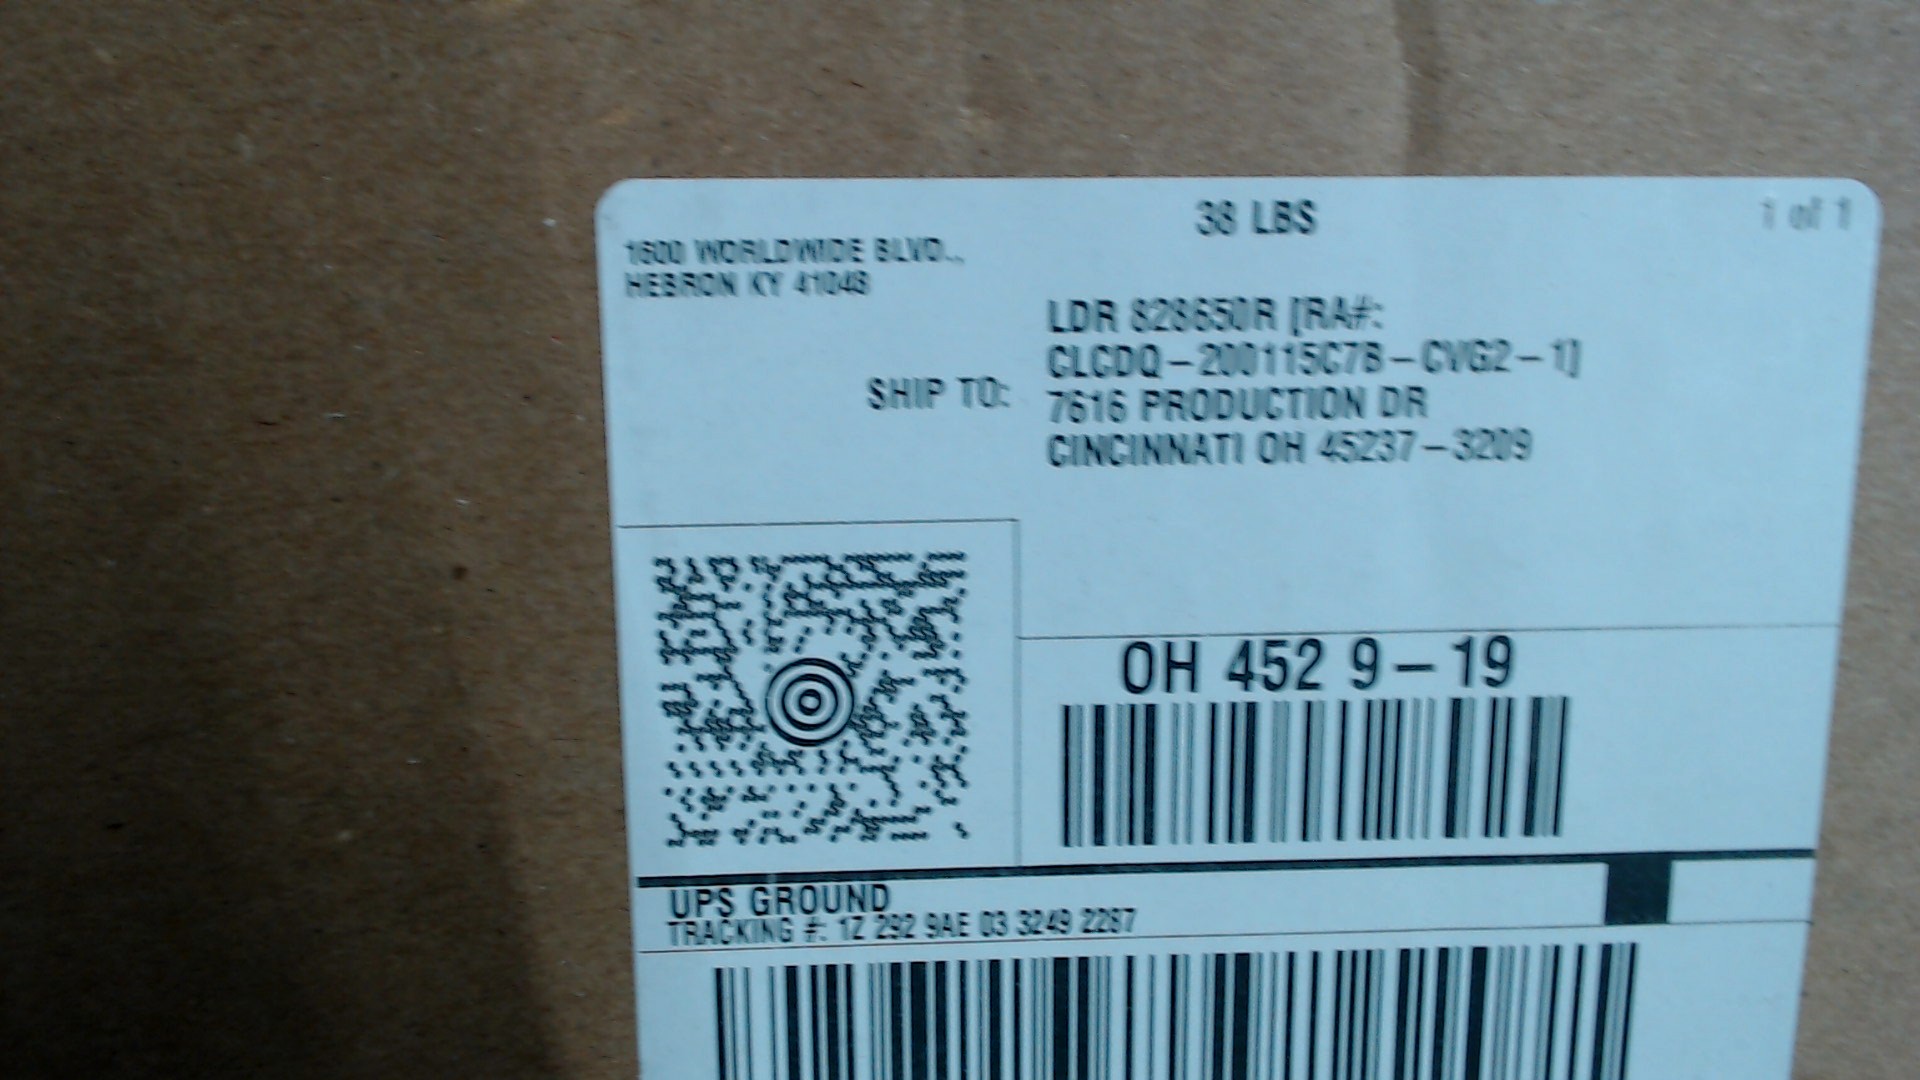 38 LBS
1 of 1
1600 WORLDWIDE BLVD.,
HEBRON KY 41048
LDR 828650R [RA#:
CLCDQ-200115C7B-CVG2-1]
SHIP TO: 7616 PRODUCTION DR
CINCINNATI OH 45237-3209
OH 452 9-19
UPS GROUND
TRACKING #: 1Z 292 9AE 03 3249 2287